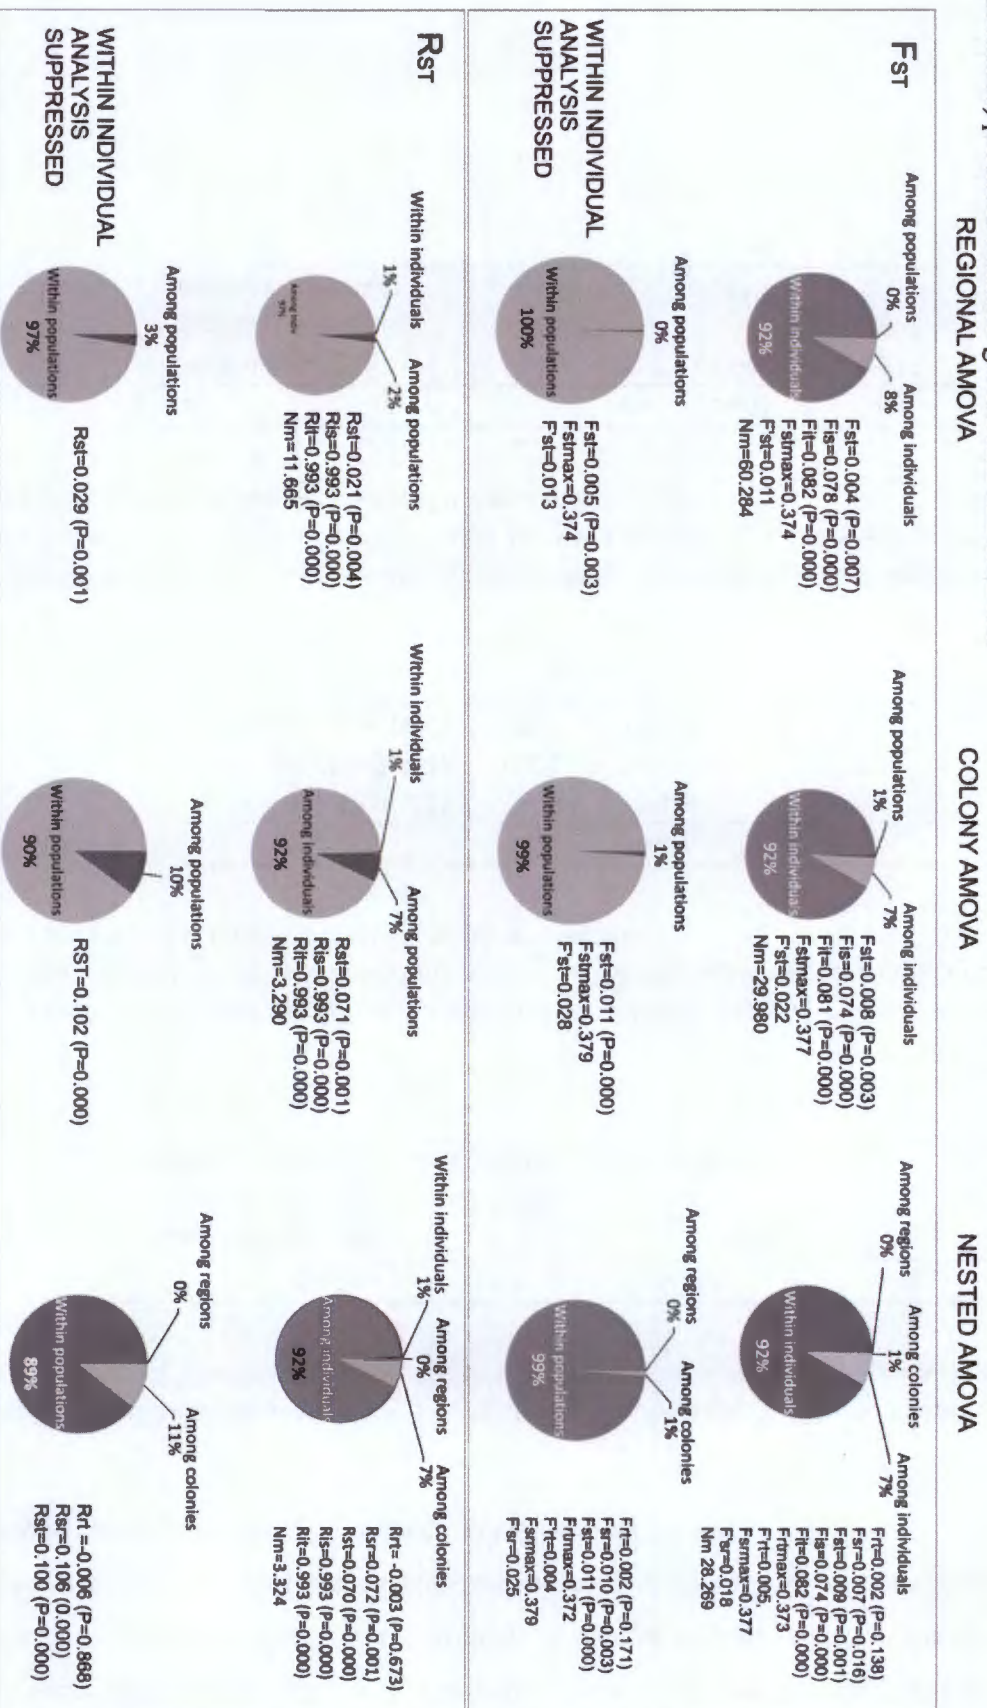 REGIONAL AMOVA
COLONY AMOVA
NESTED AMOVA
FST
Among populations
0%
Among individuals
8%
Within individuals
92%
Fst=0.004 (P=0.007)
Fis=0.078 (P=0.000)
Fit=0.082 (P=0.000)
Fstmax=0.374
F'st=0.011
Nm=60.284
Among populations
1%
Among individuals
7%
Within individuals
92%
Fst=0.008 (P=0.003)
Fis=0.074 (P=0.000)
Fit=0.081 (P=0.000)
Fstmax=0.377
F'st=0.022
Nm=29.980
Among regions
0%
Among colonies
1%
Among individuals
7%
Within individuals
92%
Frt=0.002 (P=0.138)
Fsr=0.007 (P=0.016)
Fst=0.009 (P=0.001)
Fis=0.074 (P=0.000)
Fit=0.082 (P=0.000)
Frtmax=0.373
F'rt=0.005,
Fsrmax=0.377
F'sr=0.018
Nm 28.269
WITHIN INDIVIDUAL
ANALYSIS
SUPPRESSED
Among populations
0%
Within populations
100%
Fst=0.005 (P=0.003)
Fstmax=0.374
F'st=0.013
Among populations
1%
Within populations
99%
Fst=0.011 (P=0.000)
Fstmax=0.379
F'st=0.028
Among regions
0%
Among colonies
1%
Within populations
99%
Frt=0.002 (P=0.171)
Fsr=0.010 (P=0.003)
Fst=0.011 (P=0.000)
Frtmax=0.372
F'rt=0.004
Fsrmax=0.379
F'sr=0.025
RST
Within individuals
1%
Among populations
2%
Among indiv
97%
Rst=0.021 (P=0.004)
Ris=0.993 (P=0.000)
Rit=0.993 (P=0.000)
Nm=11.665
Within individuals
1%
Among populations
7%
Among individuals
92%
Rst=0.071 (P=0.001)
Ris=0.993 (P=0.000)
Rit=0.993 (P=0.000)
Nm=3.290
Within individuals
1%
Among regions
0%
Among colonies
7%
Among individuals
92%
Rrt= -0.003 (P=0.673)
Rsr=0.072 (P=0.001)
Rst=0.070 (P=0.000)
Ris=0.993 (P=0.000)
Rit=0.993 (P=0.000)
Nm=3.324
WITHIN INDIVIDUAL
ANALYSIS
SUPPRESSED
Among populations
3%
Within populations
97%
Rst=0.029 (P=0.001)
Among populations
10%
Within populations
90%
RST=0.102 (P=0.000)
Among regions
0%
Among colonies
11%
Within populations
89%
Rrt =-0.006 (P=0.868)
Rsr=0.106 (0.000)
Rst=0.100 (P=0.000)